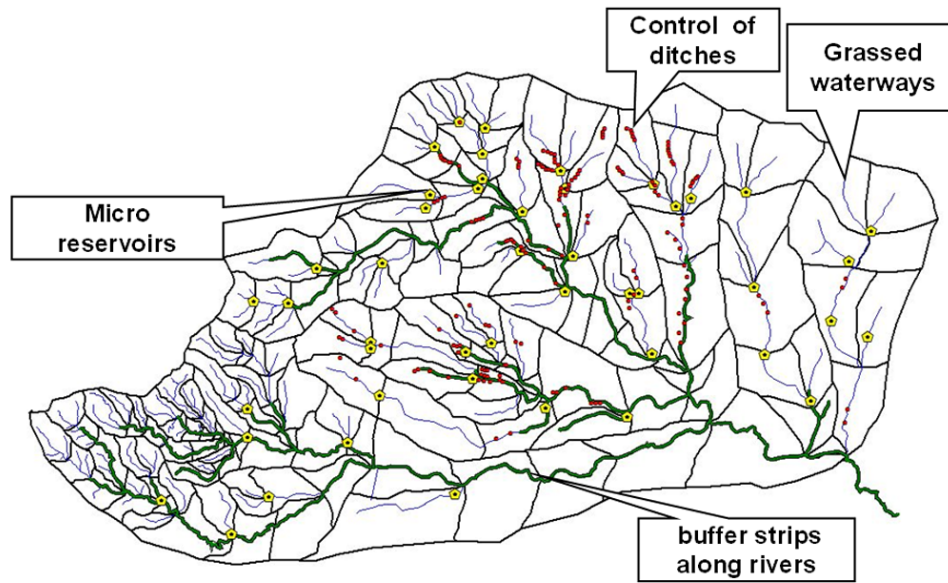 Control of
ditches
Grassed
waterways
Micro
reservoirs
buffer strips
along rivers